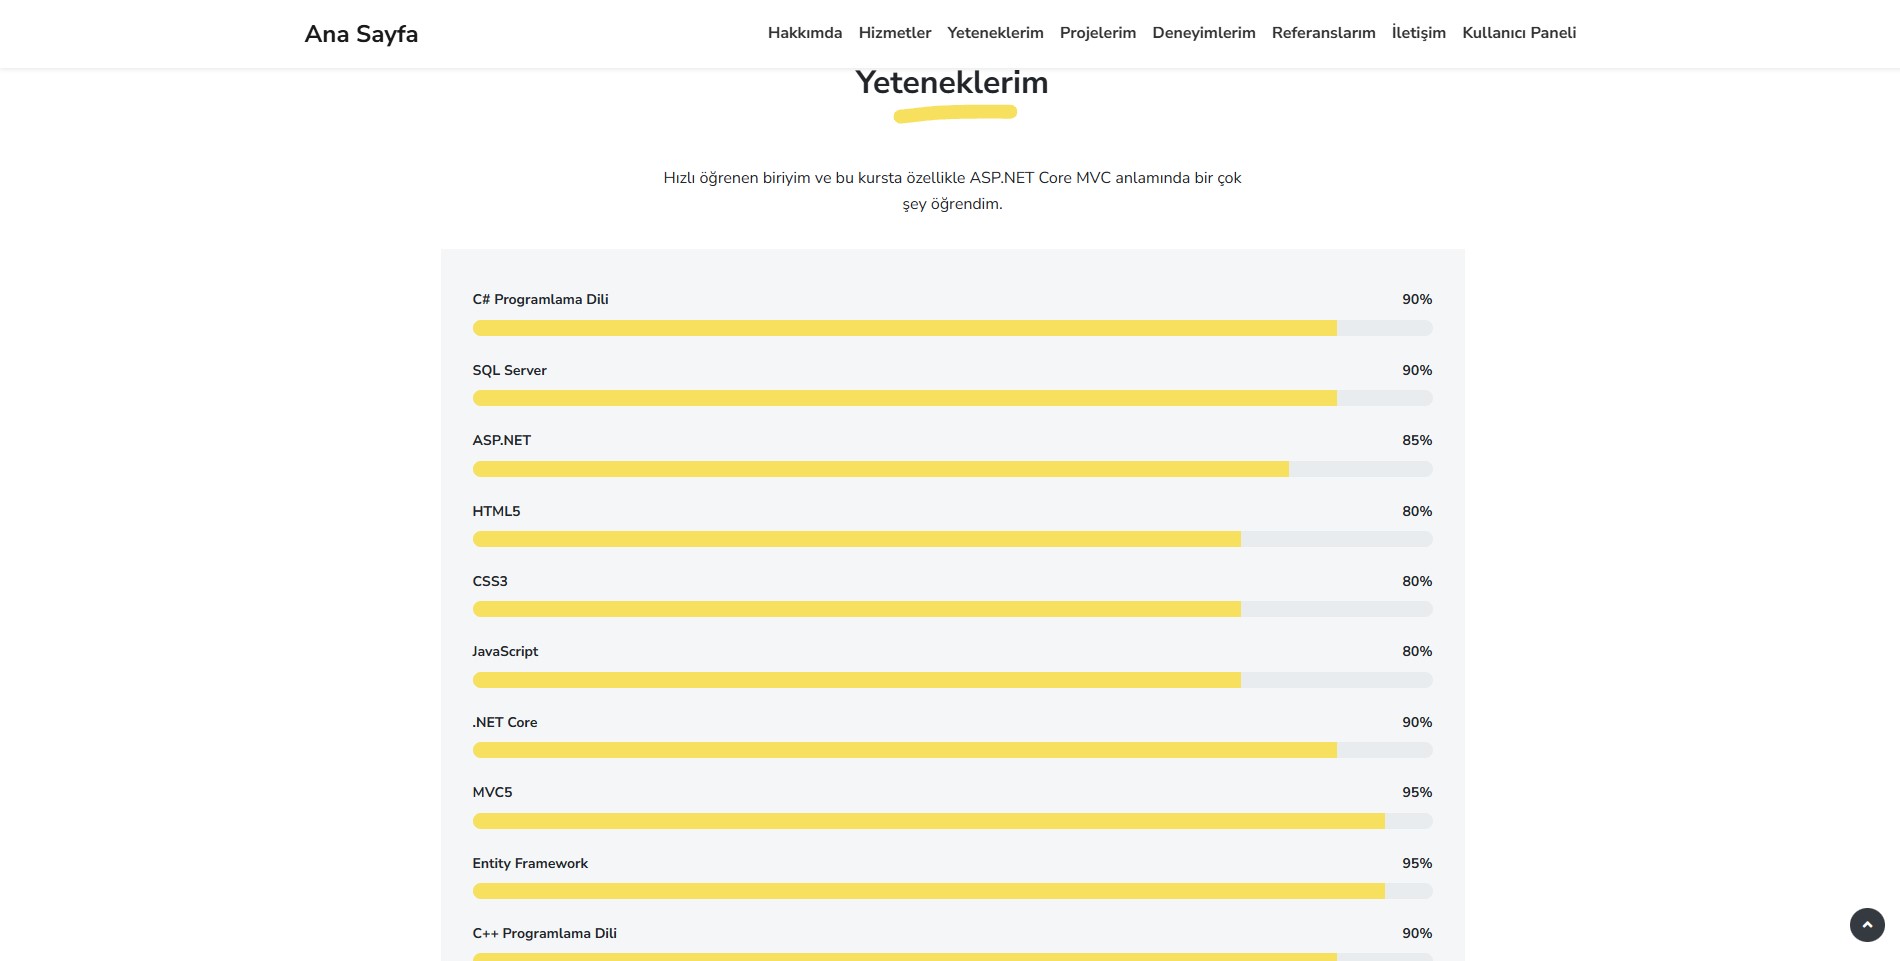 Ana Sayfa
Hakkımda Hizmetler Yeteneklerim Projelerim Deneyimlerim Referanslarım İletişim Kullanıcı Paneli
Yeteneklerim
Hızlı öğrenen biriyim ve bu kursta özellikle ASP.NET Core MVC anlamında bir çok
şey öğrendim.
C# Programlama Dili 90%
SQL Server 90%
ASP.NET 85%
HTML5 80%
CSS3 80%
JavaScript 80%
.NET Core 90%
MVC5 95%
Entity Framework 95%
C++ Programlama Dili 90%